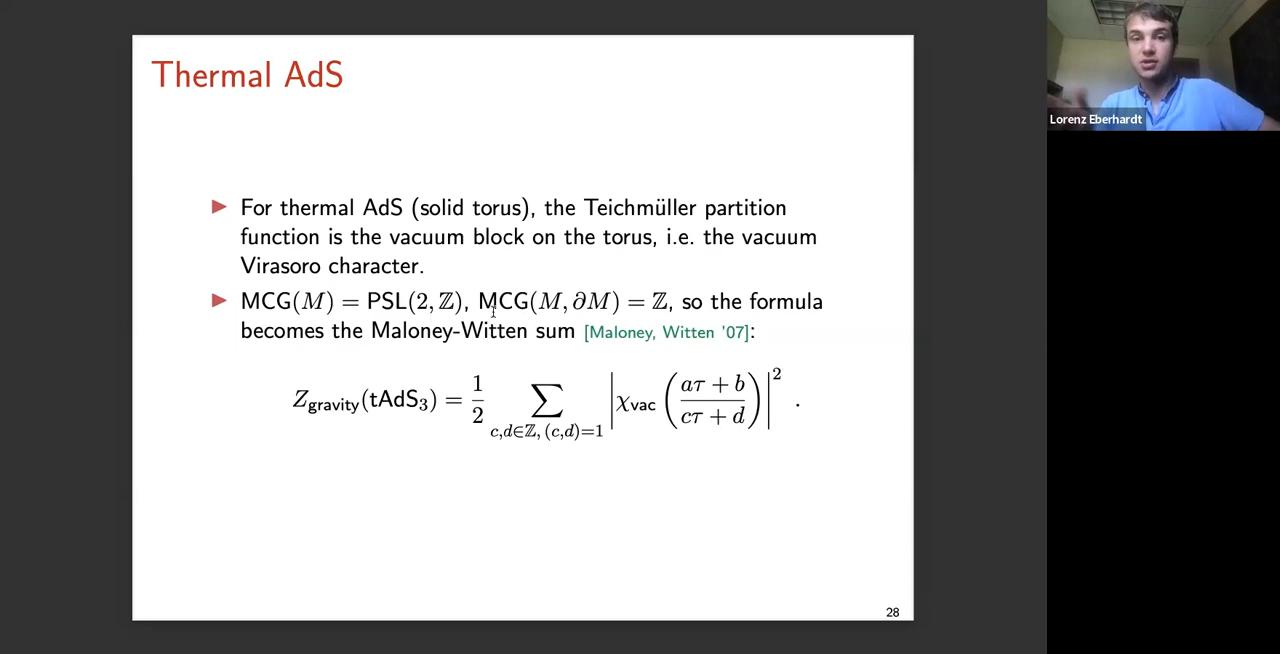 Thermal AdS
Lorenz Eberhardt
▶ For thermal AdS (solid torus), the Teichmüller partition
function is the vacuum block on the torus, i.e. the vacuum
Virasoro character.
▶ MCG(M) = PSL(2, ℤ), MCG(M, ∂M) = ℤ, so the formula
becomes the Maloney-Witten sum [Maloney, Witten '07]:
Z_gravity(tAdS₃) = 1/2 ∑_{c,d∈ℤ, (c,d)=1} |χ_vac((aτ + b)/(cτ + d))|² .
28